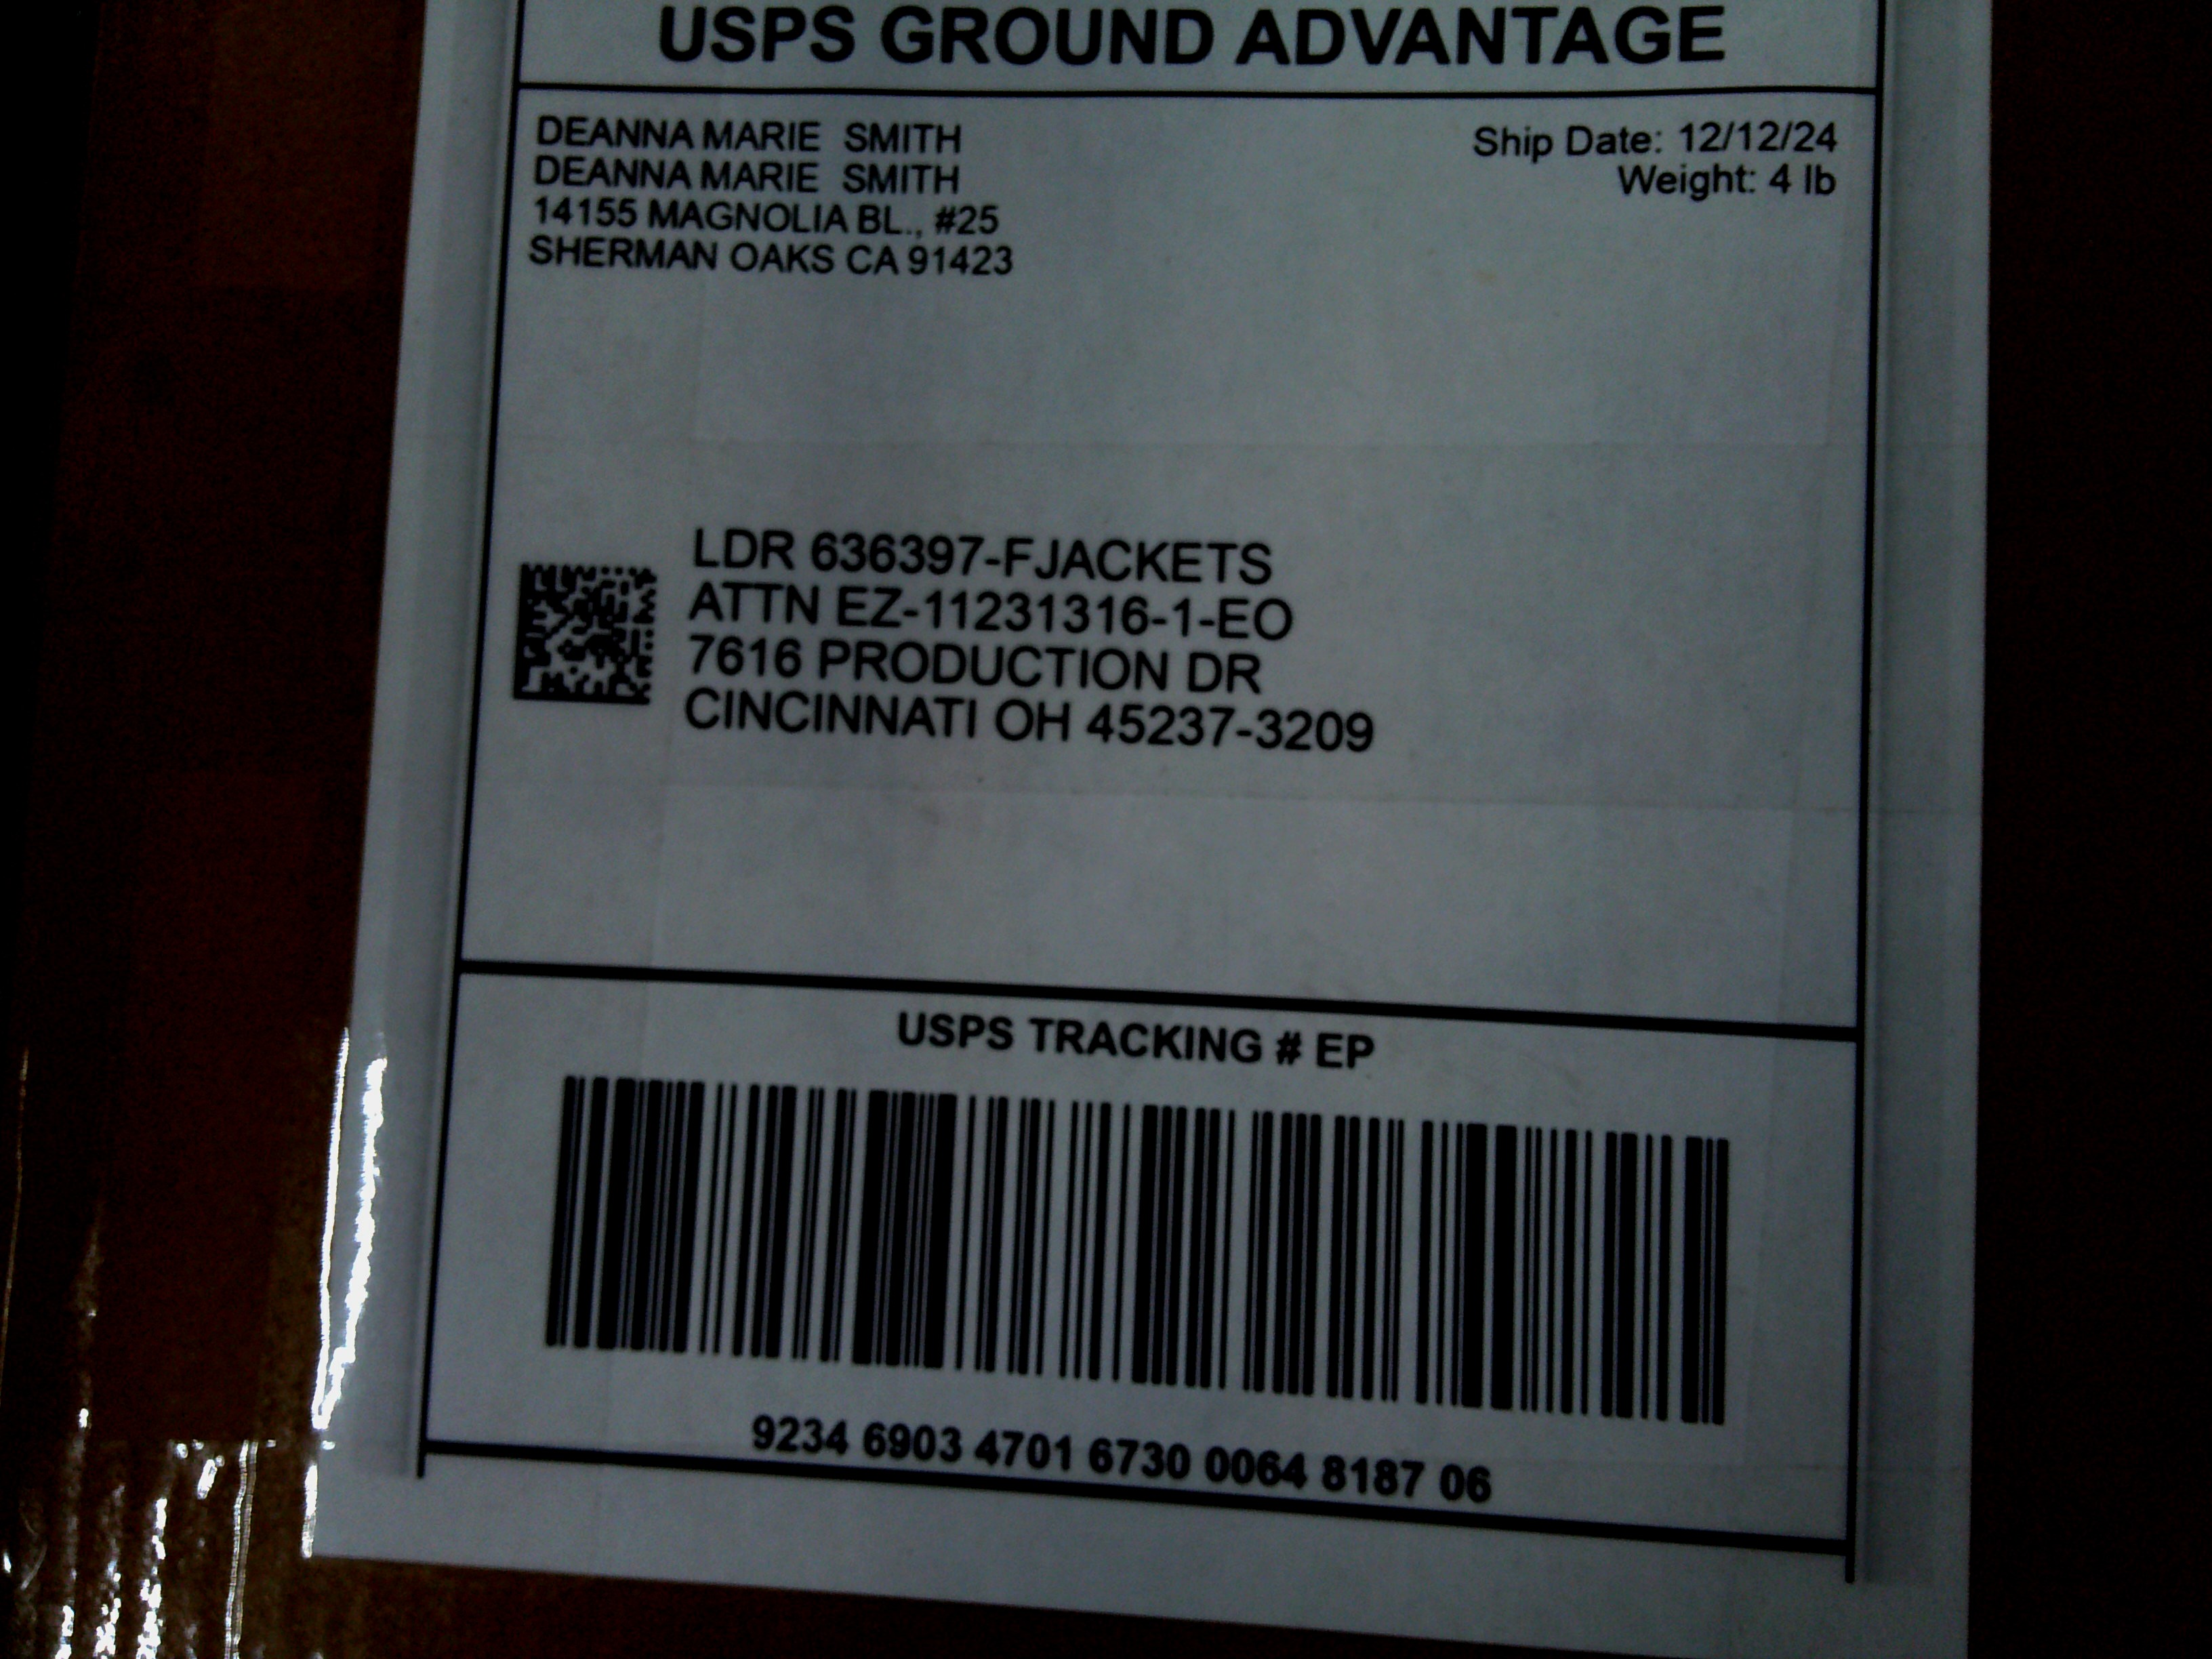 USPS GROUND ADVANTAGE
DEANNA MARIE SMITH
DEANNA MARIE SMITH
14155 MAGNOLIA BL., #25
SHERMAN OAKS CA 91423
Ship Date: 12/12/24
Weight: 4 lb
LDR 636397-FJACKETS
ATTN EZ-11231316-1-EO
7616 PRODUCTION DR
CINCINNATI OH 45237-3209
USPS TRACKING # EP
9234 6903 4701 6730 0064 8187 06